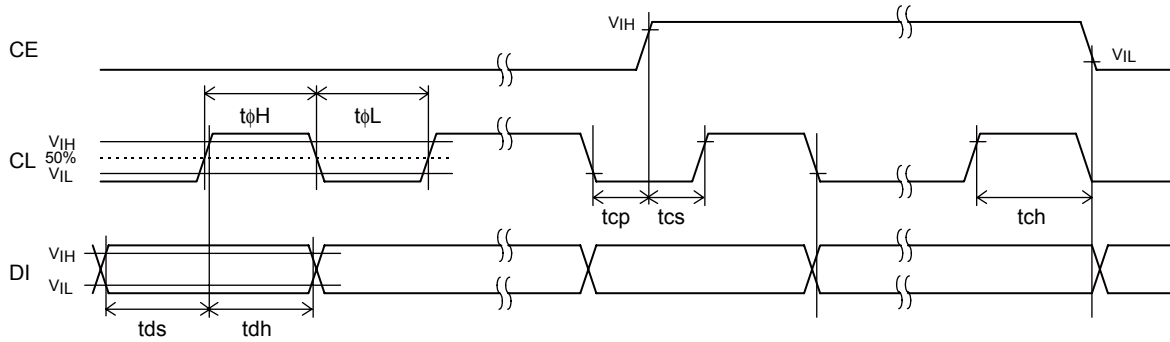 VIH
CE
VIL
tϕH
tϕL
VIH
CL
50%
VIL
tcp
tcs
tch
VIH
DI
VIL
tds
tdh